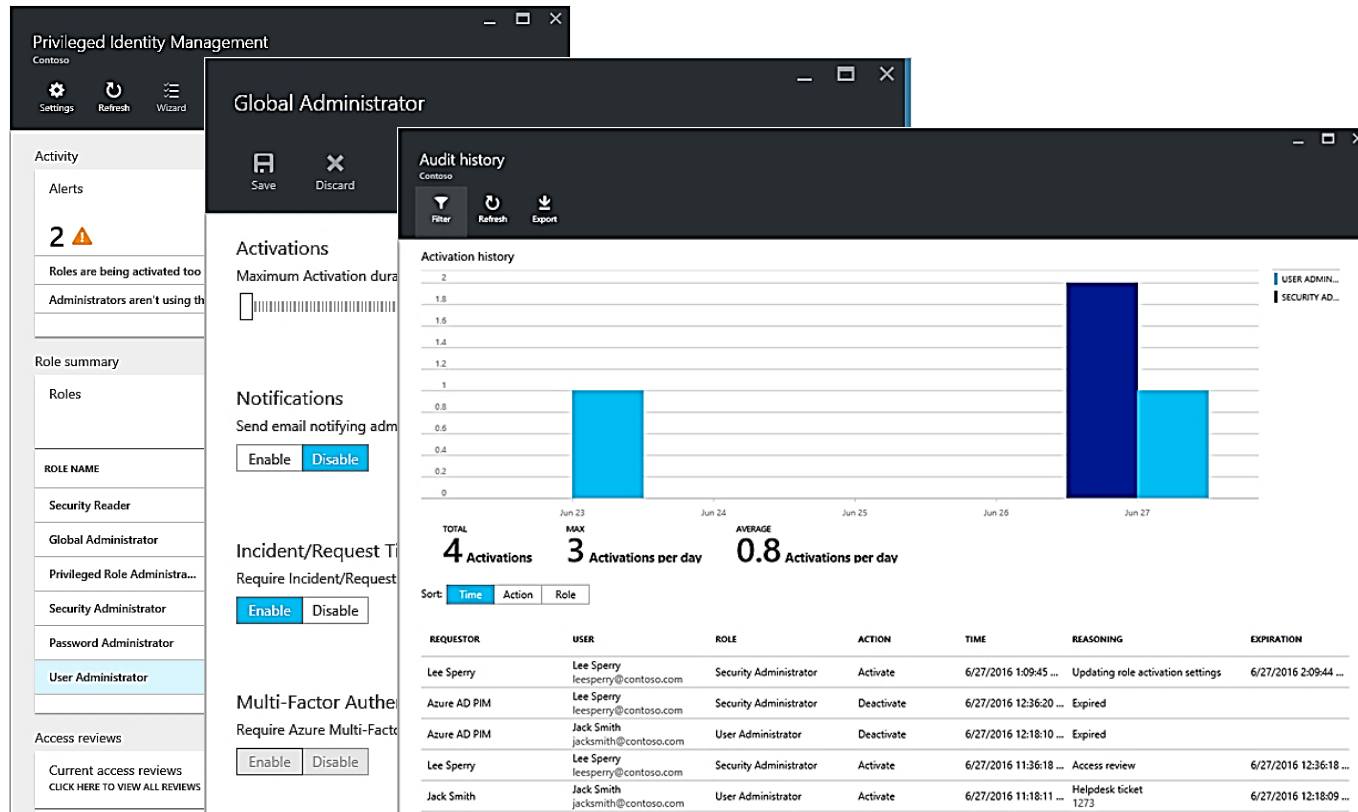 Privileged Identity Management
Contoso
Settings Refresh Wizard
Activity
Alerts
2
Roles are being activated too
Administrators aren't using th
Role summary
Roles
ROLE NAME
Security Reader
Global Administrator
Privileged Role Administra...
Security Administrator
Password Administrator
User Administrator
Access reviews
Current access reviews
CLICK HERE TO VIEW ALL REVIEWS
Global Administrator
Save Discard
Activations
Maximum Activation dura
Notifications
Send email notifying adm
Enable Disable
Incident/Request Ti
Require Incident/Request
Enable Disable
Multi-Factor Authe
Require Azure Multi-Facto
Enable Disable
Audit history
Contoso
Filter Refresh Export
Activation history
2
1.8
1.6
1.4
1.2
1
0.8
0.6
0.4
0.2
0
Jun 23 Jun 24 Jun 25 Jun 26 Jun 27
USER ADMIN...
SECURITY AD...
TOTAL MAX AVERAGE
4 Activations 3 Activations per day 0.8 Activations per day
Sort: Time Action Role
REQUESTOR USER ROLE ACTION TIME REASONING EXPIRATION
Lee Sperry Lee Sperry Security Administrator Activate 6/27/2016 1:09:45 ... Updating role activation settings 6/27/2016 2:09:44 ...
leesperry@contoso.com
Azure AD PIM Lee Sperry Security Administrator Deactivate 6/27/2016 12:36:20 ... Expired
leesperry@contoso.com
Azure AD PIM Jack Smith User Administrator Deactivate 6/27/2016 12:18:10 ... Expired
jacksmith@contoso.com
Lee Sperry Lee Sperry Security Administrator Activate 6/27/2016 11:36:18 ... Access review 6/27/2016 12:36:18 ...
leesperry@contoso.com
Jack Smith Jack Smith User Administrator Activate 6/27/2016 11:18:11 ... Helpdesk ticket 6/27/2016 12:18:09 ...
jacksmith@contoso.com 1273